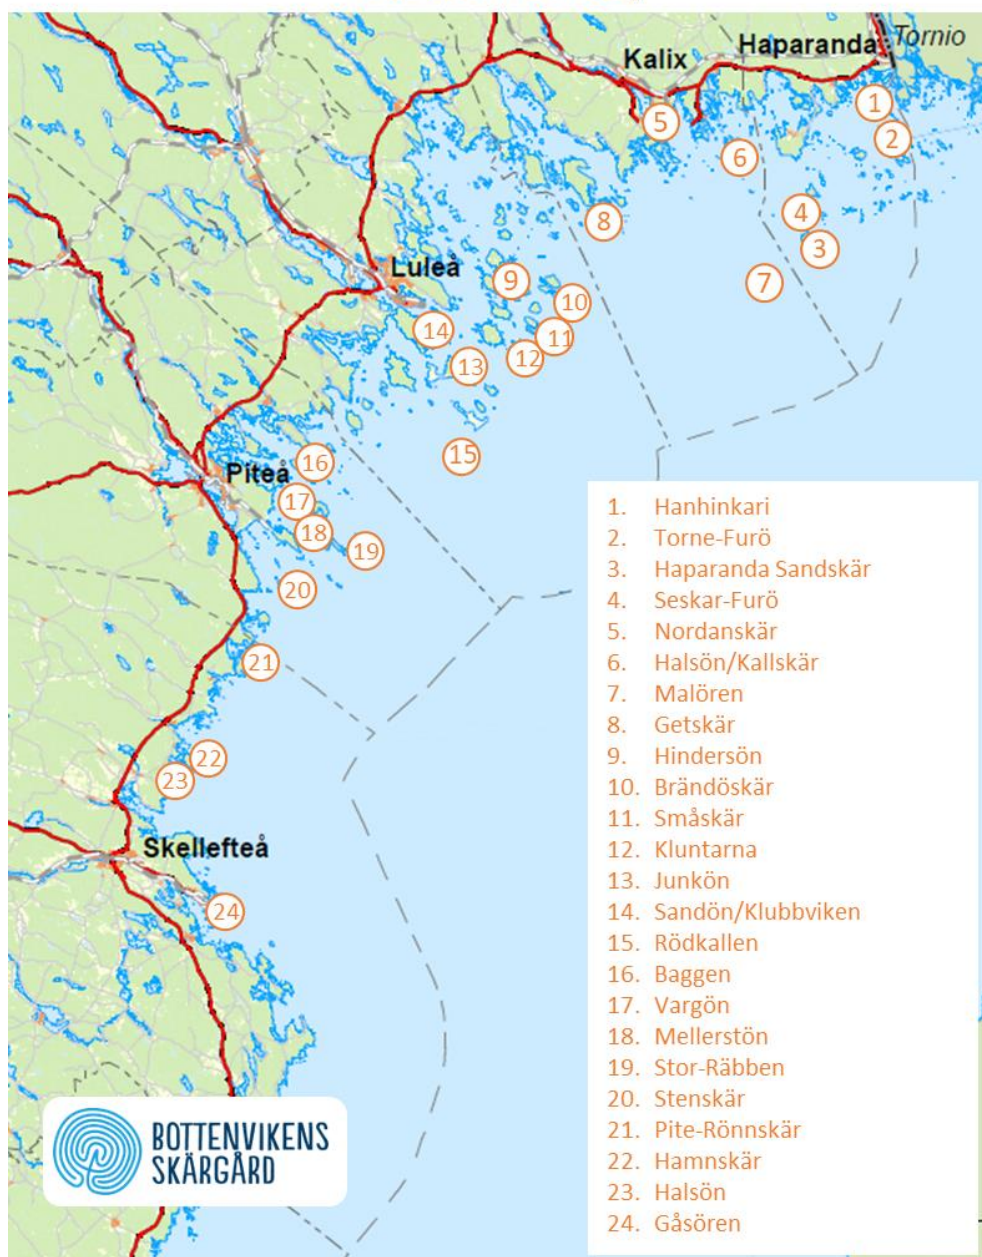 Haparanda
Tornio
Kalix
1
5
2
6
4
8
3
Luleå
9
7
10
14
11
12
13
15
Piteå
16
17
18
19
20
21
22
23
Skellefteå
24
1. Hanhinkari
2. Torne-Furö
3. Haparanda Sandskär
4. Seskar-Furö
5. Nordanskär
6. Halsön/Kallskär
7. Malören
8. Getskär
9. Hindersön
10. Brändöskär
11. Småskär
12. Kluntarna
13. Junkön
14. Sandön/Klubbviken
15. Rödkallen
16. Baggen
17. Vargön
18. Mellerstön
19. Stor-Räbben
20. Stenskär
21. Pite-Rönnskär
22. Hamnskär
23. Halsön
24. Gåsören
BOTTENVIKENS
SKÄRGÅRD